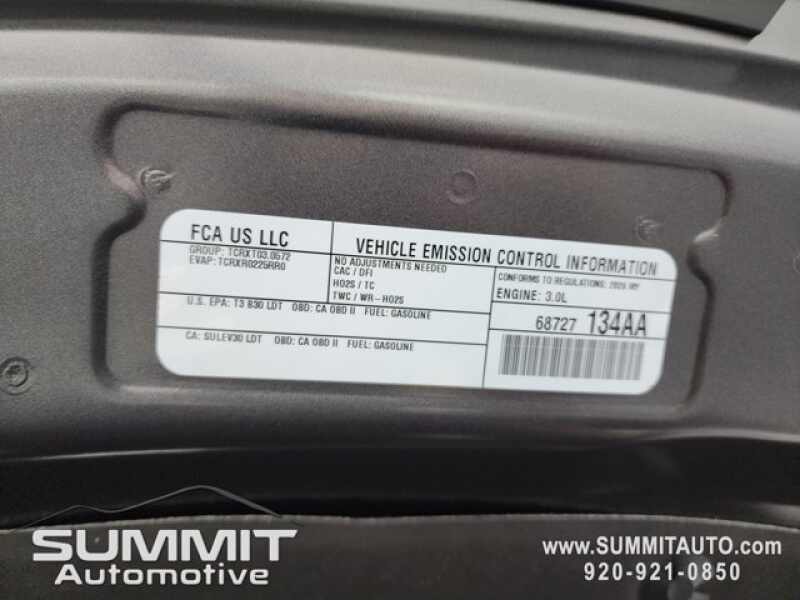 FCA US LLC
GROUP: TCRXT03.0572
EVAP: TCRXR0225RR0
VEHICLE EMISSION CONTROL INFORMATION
NO ADJUSTMENTS NEEDED
CAC / DFI
HO2S / TC
TWC / WR-HO2S
CONFORMS TO REGULATIONS: 2026 MY
ENGINE: 3.0L
U.S. EPA: T3 B30 LDT OBD: CA OBD II FUEL: GASOLINE
CA: SULEV30 LDT OBD: CA OBD II FUEL: GASOLINE
68727 134AA
SUMMIT
Automotive
www.SUMMITAUTO.com
920-921-0850